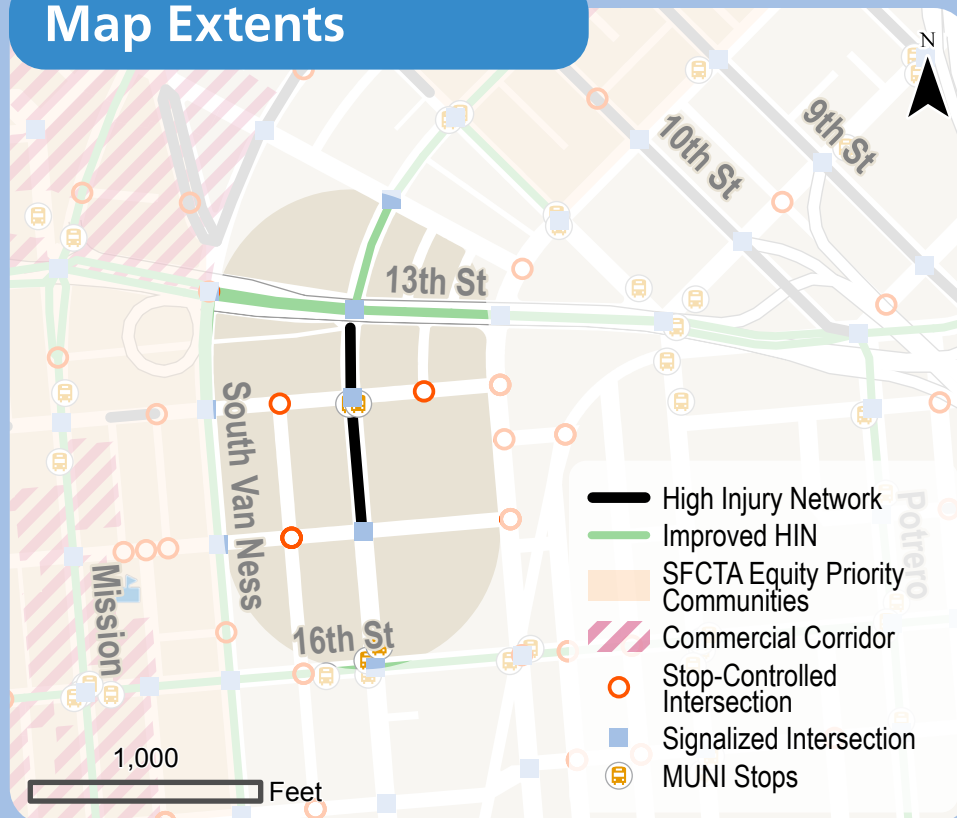 Map Extents
N
9th St
10th St
13th St
South Van Ness
Mission
16th St
Potrero
High Injury Network
Improved HIN
SFCTA Equity Priority
Communities
Commercial Corridor
Stop-Controlled
Intersection
Signalized Intersection
MUNI Stops
1,000
Feet